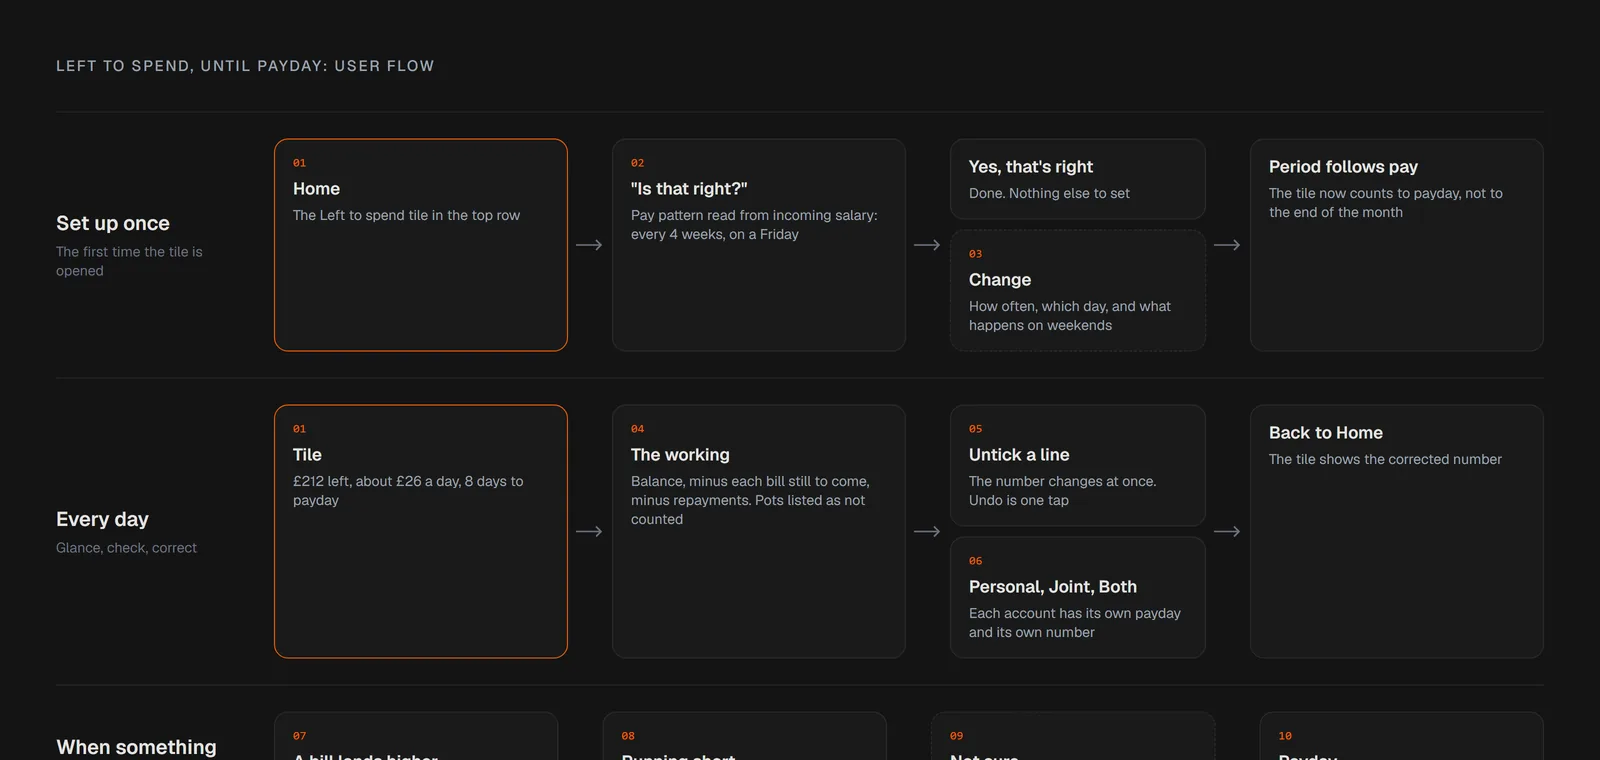 LEFT TO SPEND, UNTIL PAYDAY: USER FLOW
Set up once
The first time the tile is
opened
01
Home
The Left to spend tile in the top row
02
"Is that right?"
Pay pattern read from incoming salary:
every 4 weeks, on a Friday
Yes, that's right
Done. Nothing else to set
03
Change
How often, which day, and what
happens on weekends
Period follows pay
The tile now counts to payday, not to
the end of the month
Every day
Glance, check, correct
01
Tile
£212 left, about £26 a day, 8 days to
payday
04
The working
Balance, minus each bill still to come,
minus repayments. Pots listed as not
counted
05
Untick a line
The number changes at once.
Undo is one tap
06
Personal, Joint, Both
Each account has its own payday
and its own number
Back to Home
The tile shows the corrected number
When something
07
A bill lands higher
08
Running short
09
Not sure
10
Payday